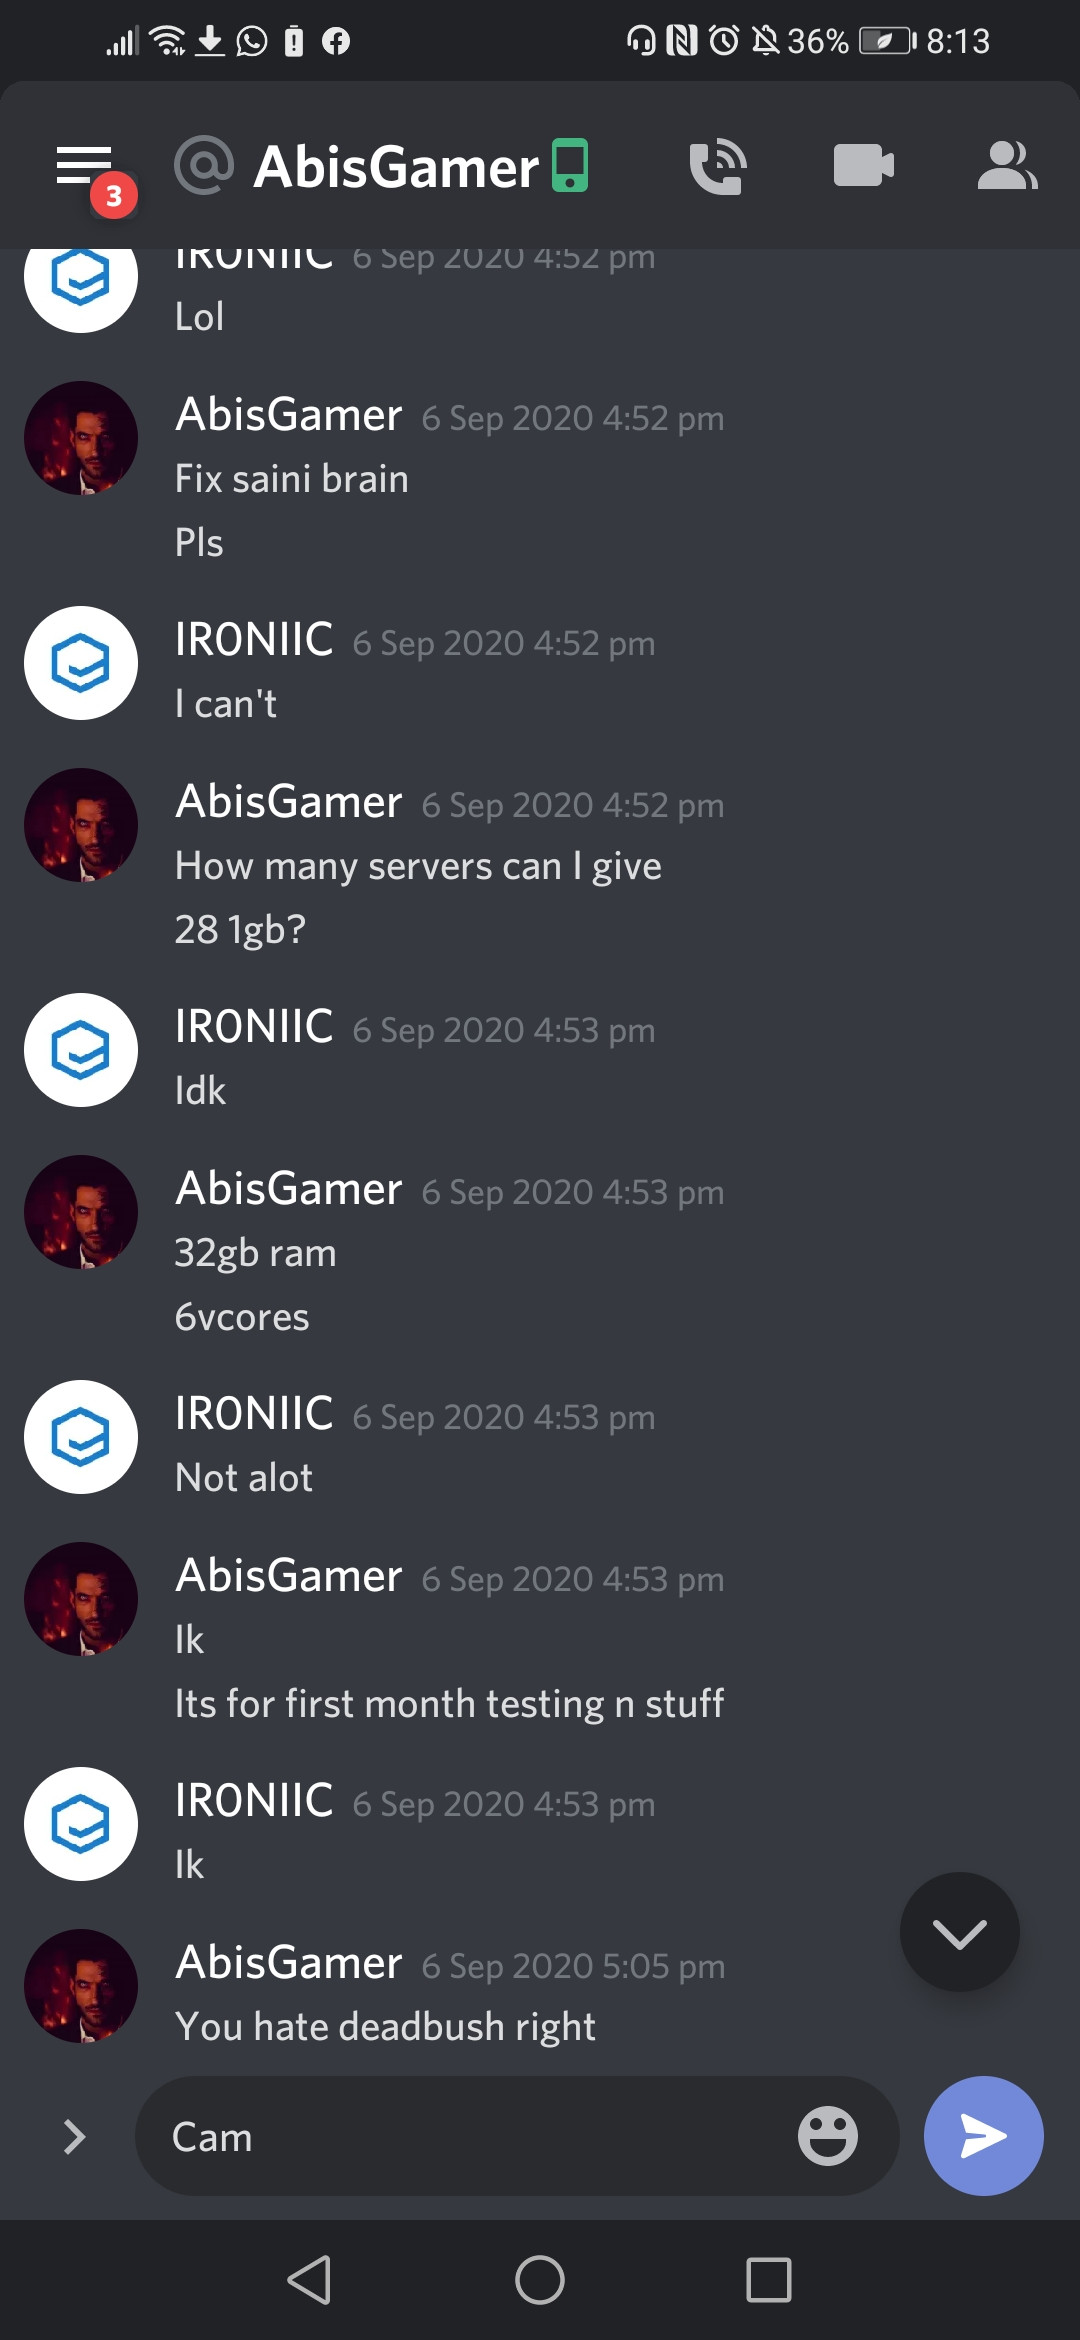 36% 8:13
3
@ AbisGamer
IR0NIIC 6 Sep 2020 4:52 pm
Lol
AbisGamer 6 Sep 2020 4:52 pm
Fix saini brain
Pls
IR0NIIC 6 Sep 2020 4:52 pm
I can't
AbisGamer 6 Sep 2020 4:52 pm
How many servers can I give
28 1gb?
IR0NIIC 6 Sep 2020 4:53 pm
Idk
AbisGamer 6 Sep 2020 4:53 pm
32gb ram
6vcores
IR0NIIC 6 Sep 2020 4:53 pm
Not alot
AbisGamer 6 Sep 2020 4:53 pm
Ik
Its for first month testing n stuff
IR0NIIC 6 Sep 2020 4:53 pm
Ik
AbisGamer 6 Sep 2020 5:05 pm
You hate deadbush right
Cam